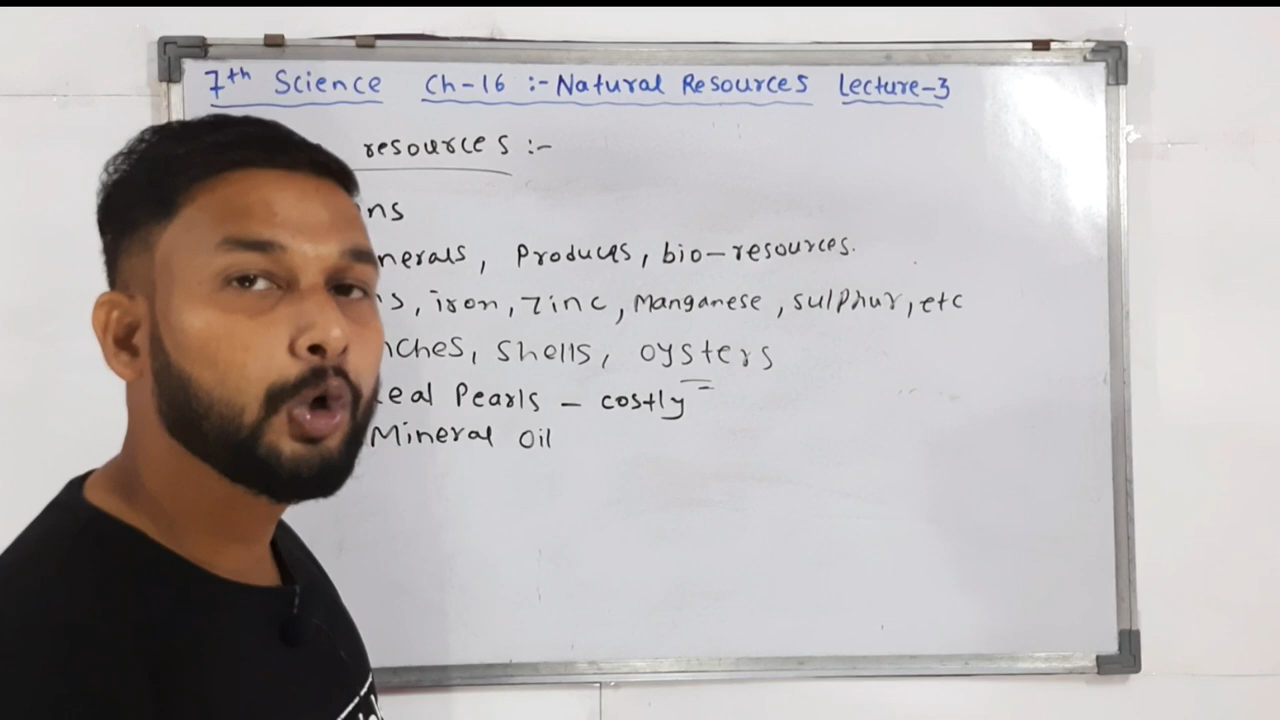 7th Science Ch-16 :- Natural Resources Lecture-3
resources :-
ns
nerals, Produces, bio-resources.
s, iron, Zinc, Manganese, sulphur, etc
nches, shells, oysters
eal Pearls - costly
Mineral Oil